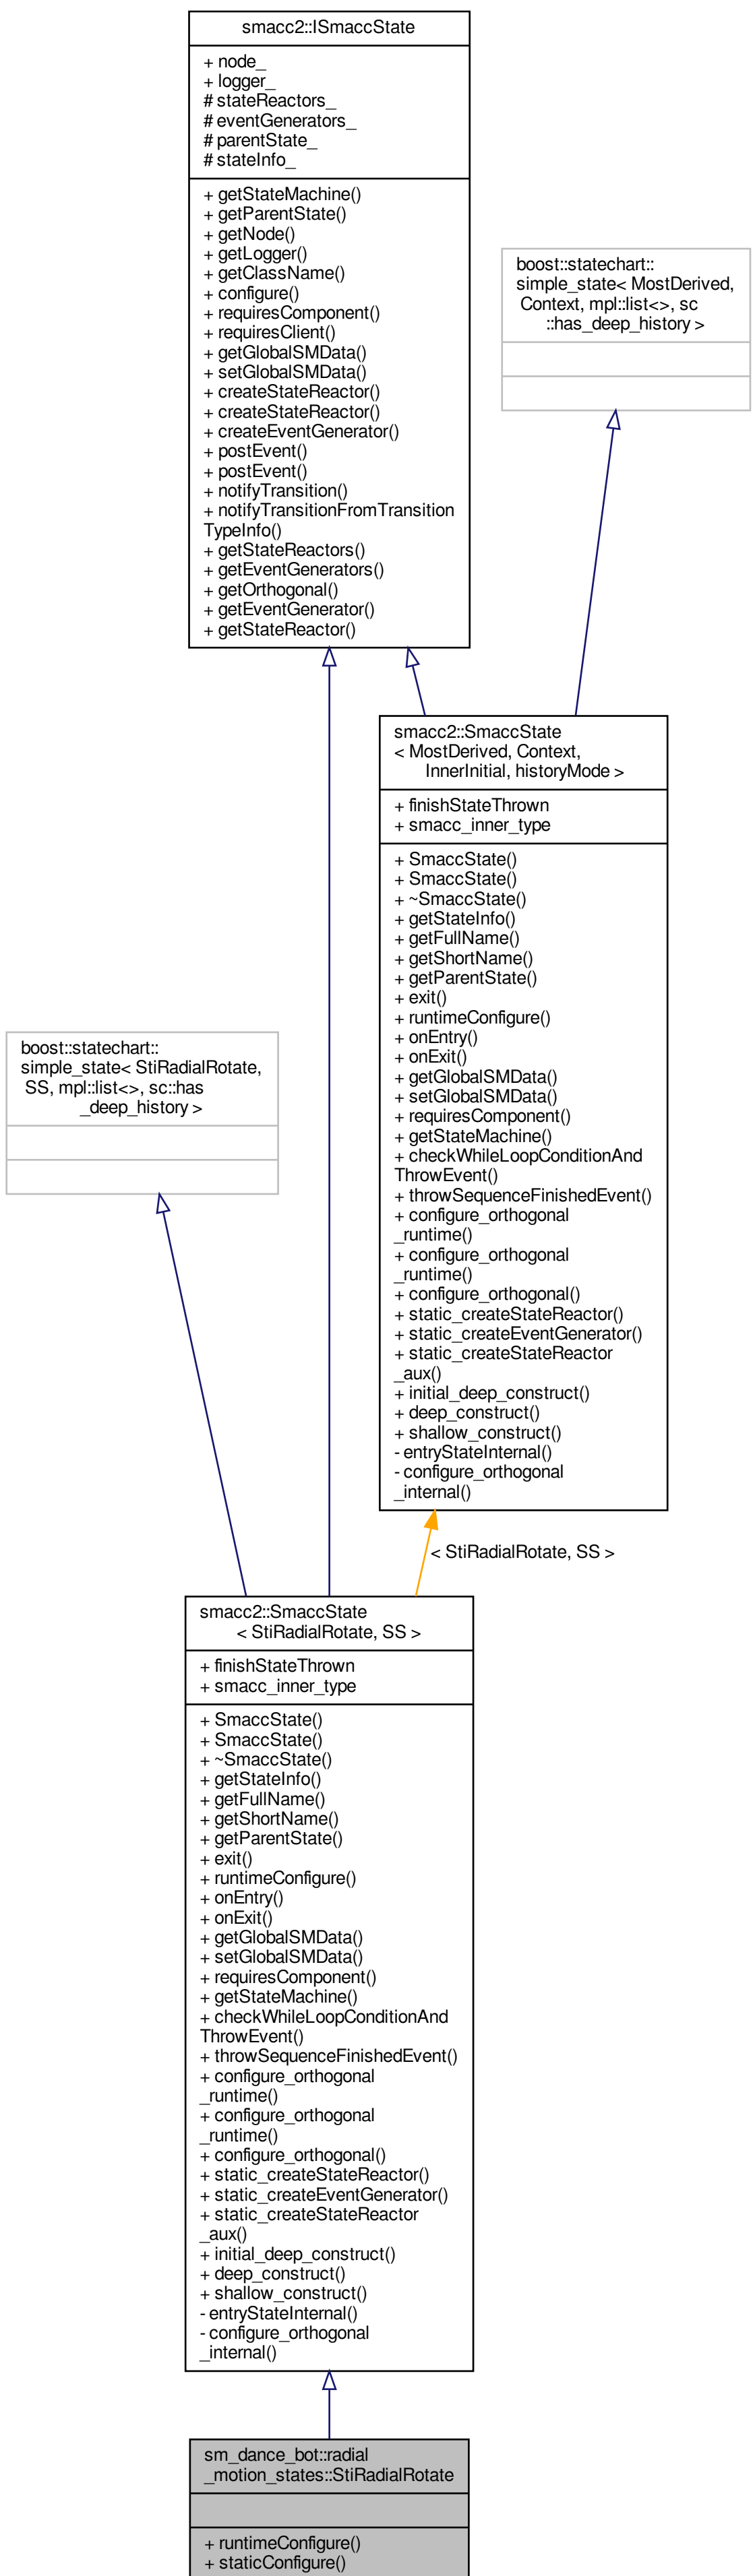 smacc2::ISmaccState
+ node_
+ logger_
# stateReactors_
# eventGenerators_
# parentState_
# stateInfo_
+ getStateMachine()
+ getParentState()
+ getNode()
+ getLogger()
+ getClassName()
+ configure()
+ requiresComponent()
+ requiresClient()
+ getGlobalSMData()
+ setGlobalSMData()
+ createStateReactor()
+ createStateReactor()
+ createEventGenerator()
+ postEvent()
+ postEvent()
+ notifyTransition()
+ notifyTransitionFromTransition
TypeInfo()
+ getStateReactors()
+ getEventGenerators()
+ getOrthogonal()
+ getEventGenerator()
+ getStateReactor()
boost::statechart::
simple_state< MostDerived,
Context, mpl::list<>, sc
::has_deep_history >
smacc2::SmaccState
< MostDerived, Context,
InnerInitial, historyMode >
+ finishStateThrown
+ smacc_inner_type
+ SmaccState()
+ SmaccState()
+ ~SmaccState()
+ getStateInfo()
+ getFullName()
+ getShortName()
+ getParentState()
+ exit()
+ runtimeConfigure()
+ onEntry()
+ onExit()
+ getGlobalSMData()
+ setGlobalSMData()
+ requiresComponent()
+ getStateMachine()
+ checkWhileLoopConditionAnd
ThrowEvent()
+ throwSequenceFinishedEvent()
+ configure_orthogonal
_runtime()
+ configure_orthogonal
_runtime()
+ configure_orthogonal()
+ static_createStateReactor()
+ static_createEventGenerator()
+ static_createStateReactor
_aux()
+ initial_deep_construct()
+ deep_construct()
+ shallow_construct()
- entryStateInternal()
- configure_orthogonal
_internal()
boost::statechart::
simple_state< StiRadialRotate,
SS, mpl::list<>, sc::has
_deep_history >
< StiRadialRotate, SS >
smacc2::SmaccState
< StiRadialRotate, SS >
+ finishStateThrown
+ smacc_inner_type
+ SmaccState()
+ SmaccState()
+ ~SmaccState()
+ getStateInfo()
+ getFullName()
+ getShortName()
+ getParentState()
+ exit()
+ runtimeConfigure()
+ onEntry()
+ onExit()
+ getGlobalSMData()
+ setGlobalSMData()
+ requiresComponent()
+ getStateMachine()
+ checkWhileLoopConditionAnd
ThrowEvent()
+ throwSequenceFinishedEvent()
+ configure_orthogonal
_runtime()
+ configure_orthogonal
_runtime()
+ configure_orthogonal()
+ static_createStateReactor()
+ static_createEventGenerator()
+ static_createStateReactor
_aux()
+ initial_deep_construct()
+ deep_construct()
+ shallow_construct()
- entryStateInternal()
- configure_orthogonal
_internal()
sm_dance_bot::radial
_motion_states::StiRadialRotate
+ runtimeConfigure()
+ staticConfigure()